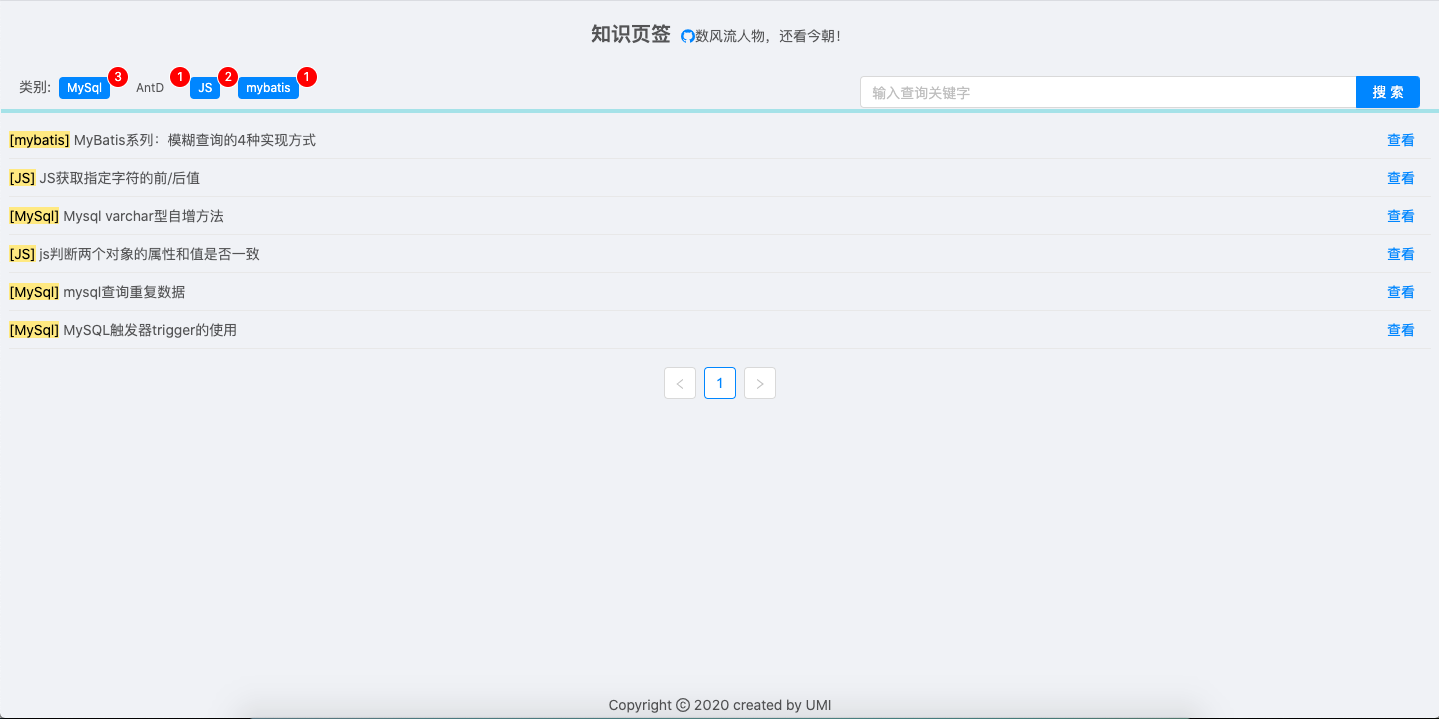 知识页签 数风流人物，还看今朝！
类别: MySql 3 AntD 1 JS 2 mybatis 1 输入查询关键字 搜 索
[mybatis] MyBatis系列：模糊查询的4种实现方式 查看
[JS] JS获取指定字符的前/后值 查看
[MySql] Mysql varchar型自增方法 查看
[JS] js判断两个对象的属性和值是否一致 查看
[MySql] mysql查询重复数据 查看
[MySql] MySQL触发器trigger的使用 查看
< 1 >
Copyright © 2020 created by UMI